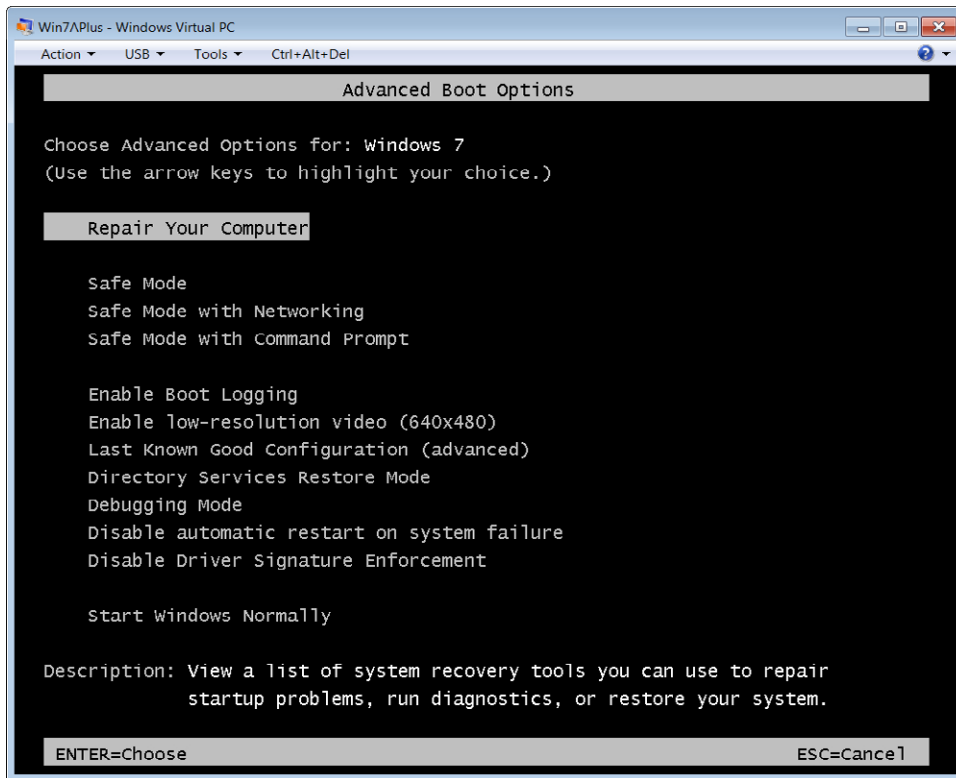 Win7APlus - Windows Virtual PC
Action USB Tools Ctrl+Alt+Del
Advanced Boot Options
Choose Advanced Options for: Windows 7
(Use the arrow keys to highlight your choice.)
Repair Your Computer
Safe Mode
Safe Mode with Networking
Safe Mode with Command Prompt
Enable Boot Logging
Enable low-resolution video (640x480)
Last Known Good Configuration (advanced)
Directory Services Restore Mode
Debugging Mode
Disable automatic restart on system failure
Disable Driver Signature Enforcement
Start Windows Normally
Description: View a list of system recovery tools you can use to repair
startup problems, run diagnostics, or restore your system.
ENTER=Choose ESC=Cancel